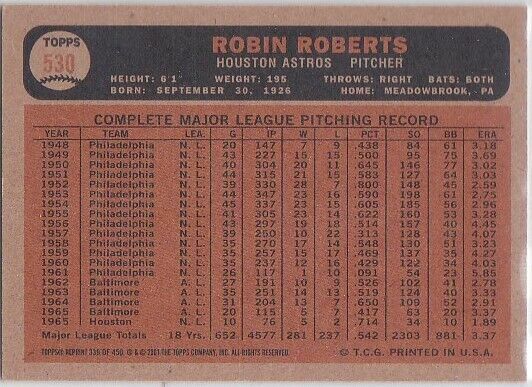 TOPPS
530
ROBIN ROBERTS
HOUSTON ASTROS PITCHER
HEIGHT: 6'1" WEIGHT: 195 THROWS: RIGHT BATS: BOTH
BORN: SEPTEMBER 30, 1926 HOME: MEADOWBROOK, PA
COMPLETE MAJOR LEAGUE PITCHING RECORD
YEAR TEAM LEA. G IP W L PCT SO BB ERA
1948 Philadelphia N. L. 20 147 7 9 .438 84 61 3.18
1949 Philadelphia N. L. 43 227 15 15 .500 95 75 3.69
1950 Philadelphia N. L. 40 304 20 11 .645 146 77 3.02
1951 Philadelphia N. L. 44 315 21 15 .583 127 64 3.03
1952 Philadelphia N. L. 39 330 28 7 .800 148 45 2.59
1953 Philadelphia N. L. 44 347 23 16 .590 198 61 2.75
1954 Philadelphia N. L. 45 337 23 15 .605 185 56 2.96
1955 Philadelphia N. L. 41 305 23 14 .622 160 53 3.28
1956 Philadelphia N. L. 43 297 19 18 .514 157 40 4.45
1957 Philadelphia N. L. 39 250 10 22 .313 128 43 4.07
1958 Philadelphia N. L. 35 270 17 14 .548 130 51 3.23
1959 Philadelphia N. L. 35 257 15 17 .469 137 35 4.27
1960 Philadelphia N. L. 35 237 12 16 .429 122 34 4.03
1961 Philadelphia N. L. 26 117 1 10 .091 54 23 5.85
1962 Baltimore A. L. 27 191 10 9 .526 102 41 2.78
1963 Baltimore A. L. 35 251 14 13 .519 124 40 3.33
1964 Baltimore A. L. 31 204 13 7 .650 109 52 2.91
1965 Baltimore A. L. 20 115 5 7 .417 63 20 3.37
1965 Houston N. L. 10 76 5 2 .714 34 10 1.89
Major League Totals 18 Yrs. 652 4577 281 237 .542 2303 881 3.37
TOPPS® REPRINT 339 OF 450, © & ® 2001 THE TOPPS COMPANY, INC. ALL RIGHTS RESERVED. © T.C.G. PRINTED IN U.S.A.